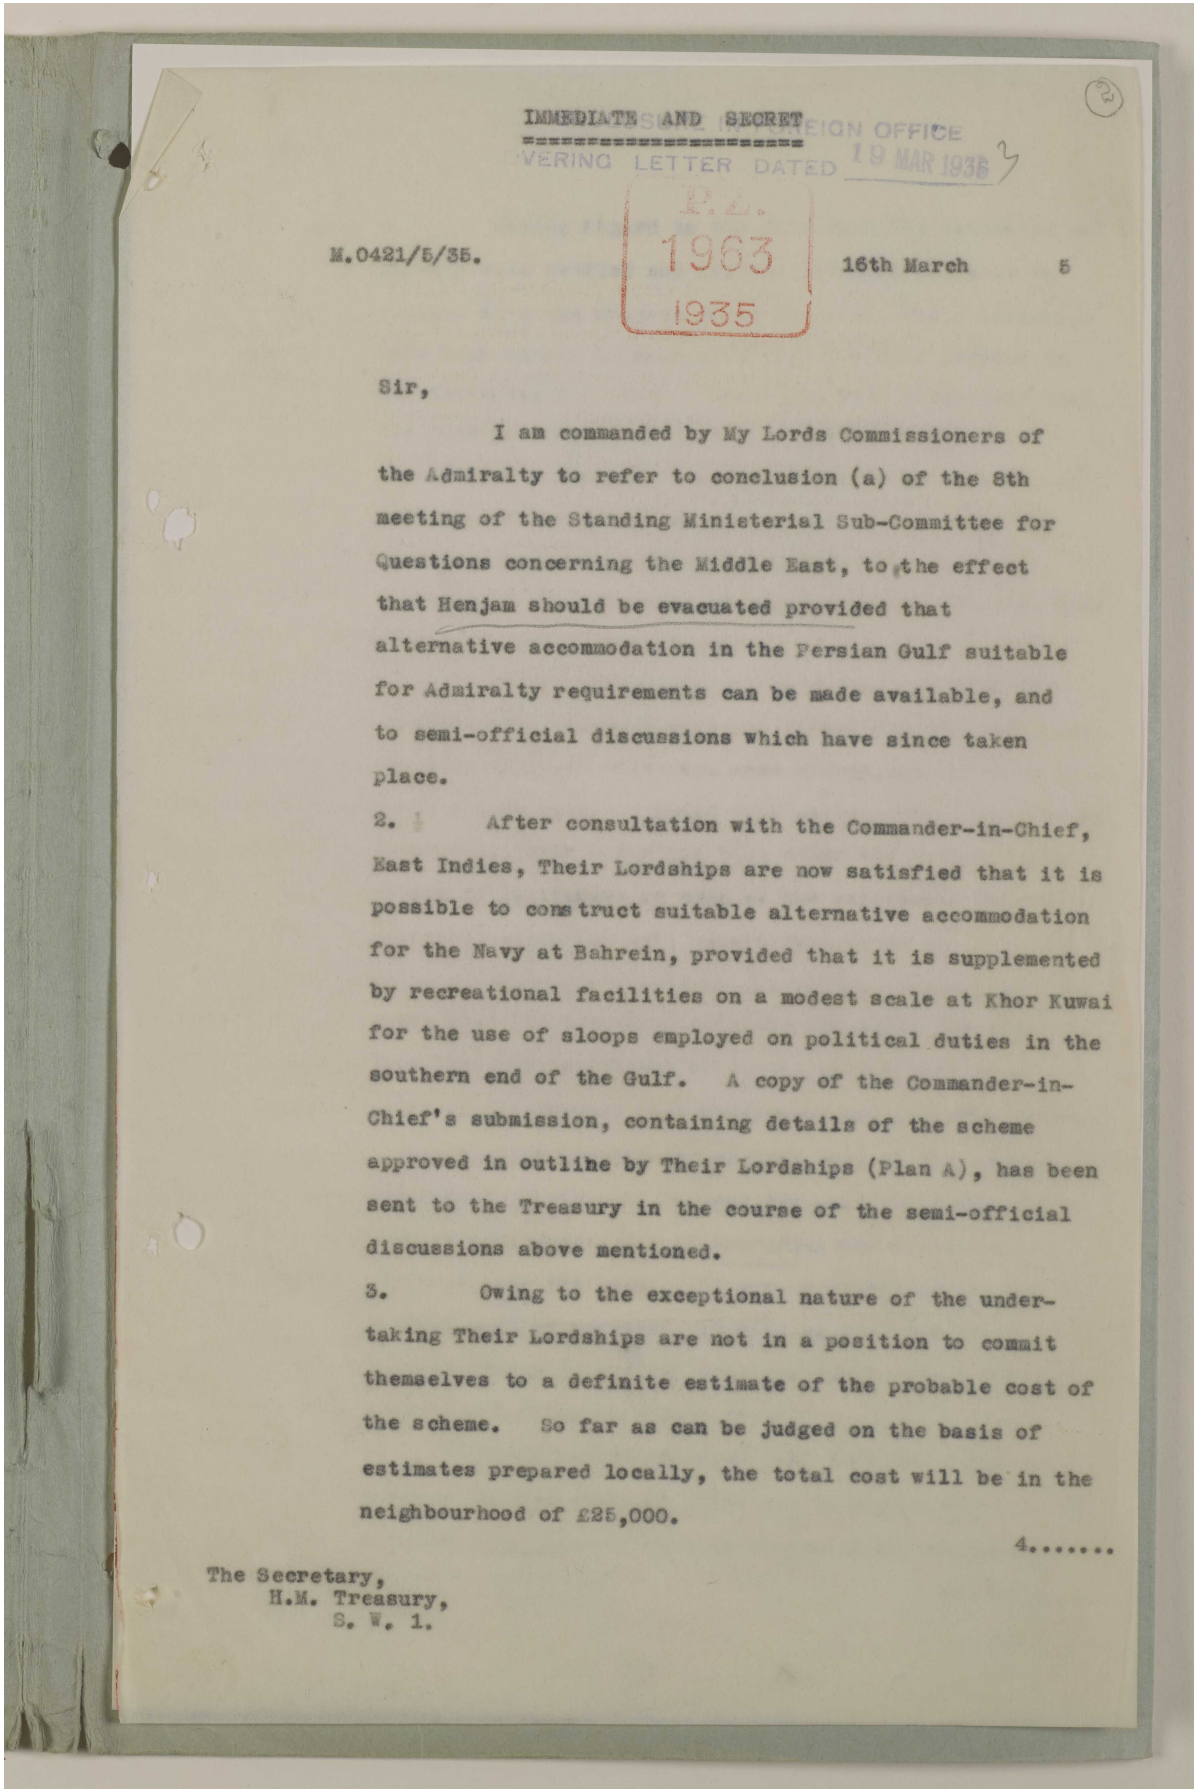 2
IMMEDIATE AND SECRET
OSURE IN FOREIGN OFFICE
VERING LETTER DATED 19 MAR 1935
3
P.Z.
1963
1935
M.0421/5/35.
16th March 5
Sir,
I am commanded by My Lords Commissioners of
the Admiralty to refer to conclusion (a) of the 8th
meeting of the Standing Ministerial Sub-Committee for
Questions concerning the Middle East, to the effect
that Henjam should be evacuated provided that
alternative accommodation in the Persian Gulf suitable
for Admiralty requirements can be made available, and
to semi-official discussions which have since taken
place.
2. After consultation with the Commander-in-Chief,
East Indies, Their Lordships are now satisfied that it is
possible to construct suitable alternative accommodation
for the Navy at Bahrein, provided that it is supplemented
by recreational facilities on a modest scale at Khor Kuwai
for the use of sloops employed on political duties in the
southern end of the Gulf. A copy of the Commander-in-
Chief's submission, containing details of the scheme
approved in outline by Their Lordships (Plan A), has been
sent to the Treasury in the course of the semi-official
discussions above mentioned.
3. Owing to the exceptional nature of the under-
taking Their Lordships are not in a position to commit
themselves to a definite estimate of the probable cost of
the scheme. So far as can be judged on the basis of
estimates prepared locally, the total cost will be in the
neighbourhood of £25,000.
4.......
The Secretary,
H.M. Treasury,
S. W. 1.